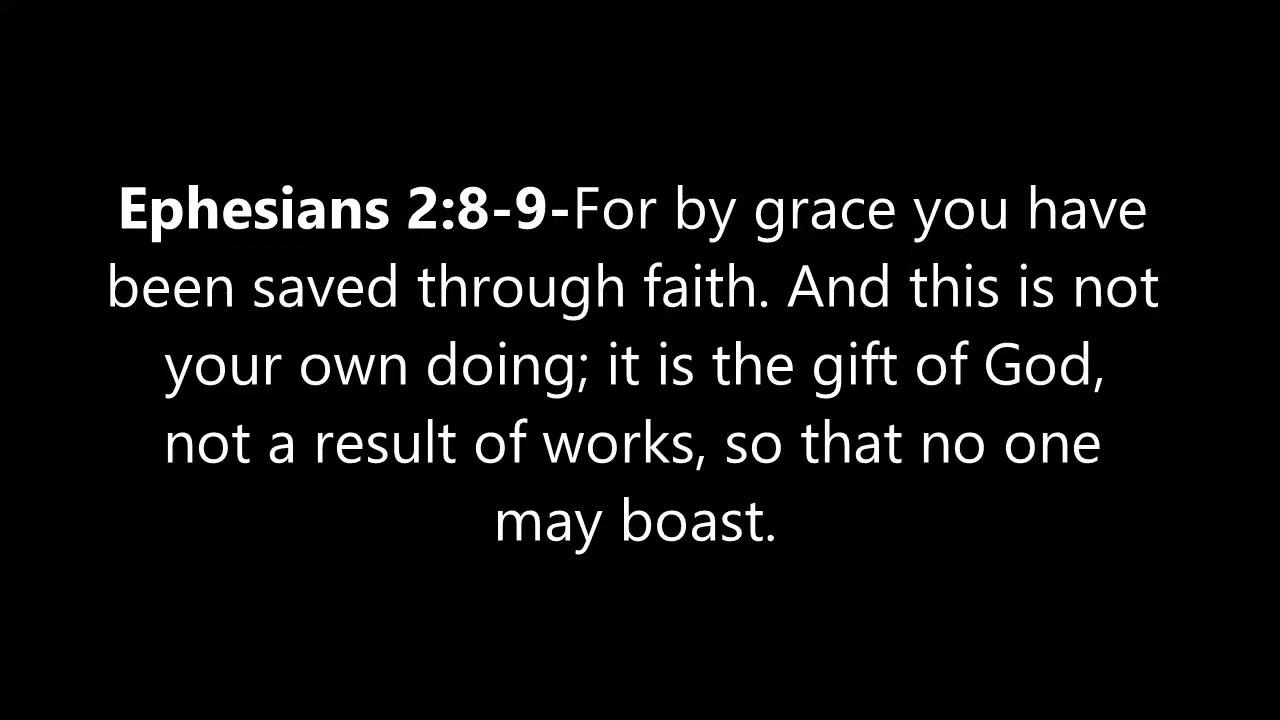 Ephesians 2:8-9-For by grace you have
been saved through faith. And this is not
your own doing; it is the gift of God,
not a result of works, so that no one
may boast.